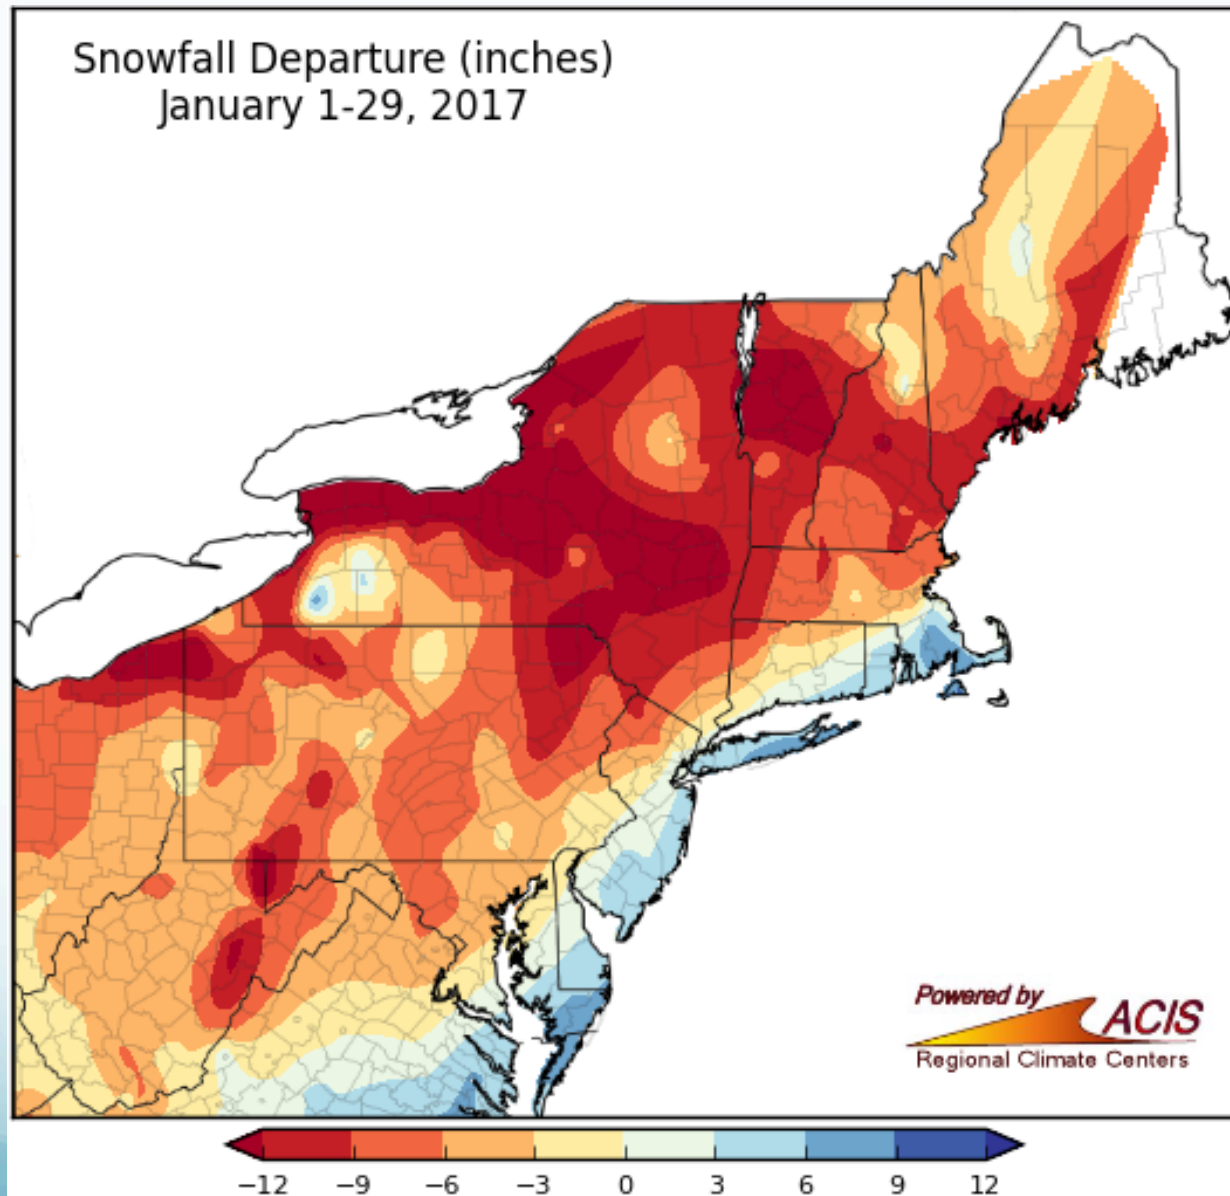 Snowfall Departure (inches)
January 1-29, 2017
Powered by
ACIS
Regional Climate Centers
−12 −9 −6 −3 0 3 6 9 12